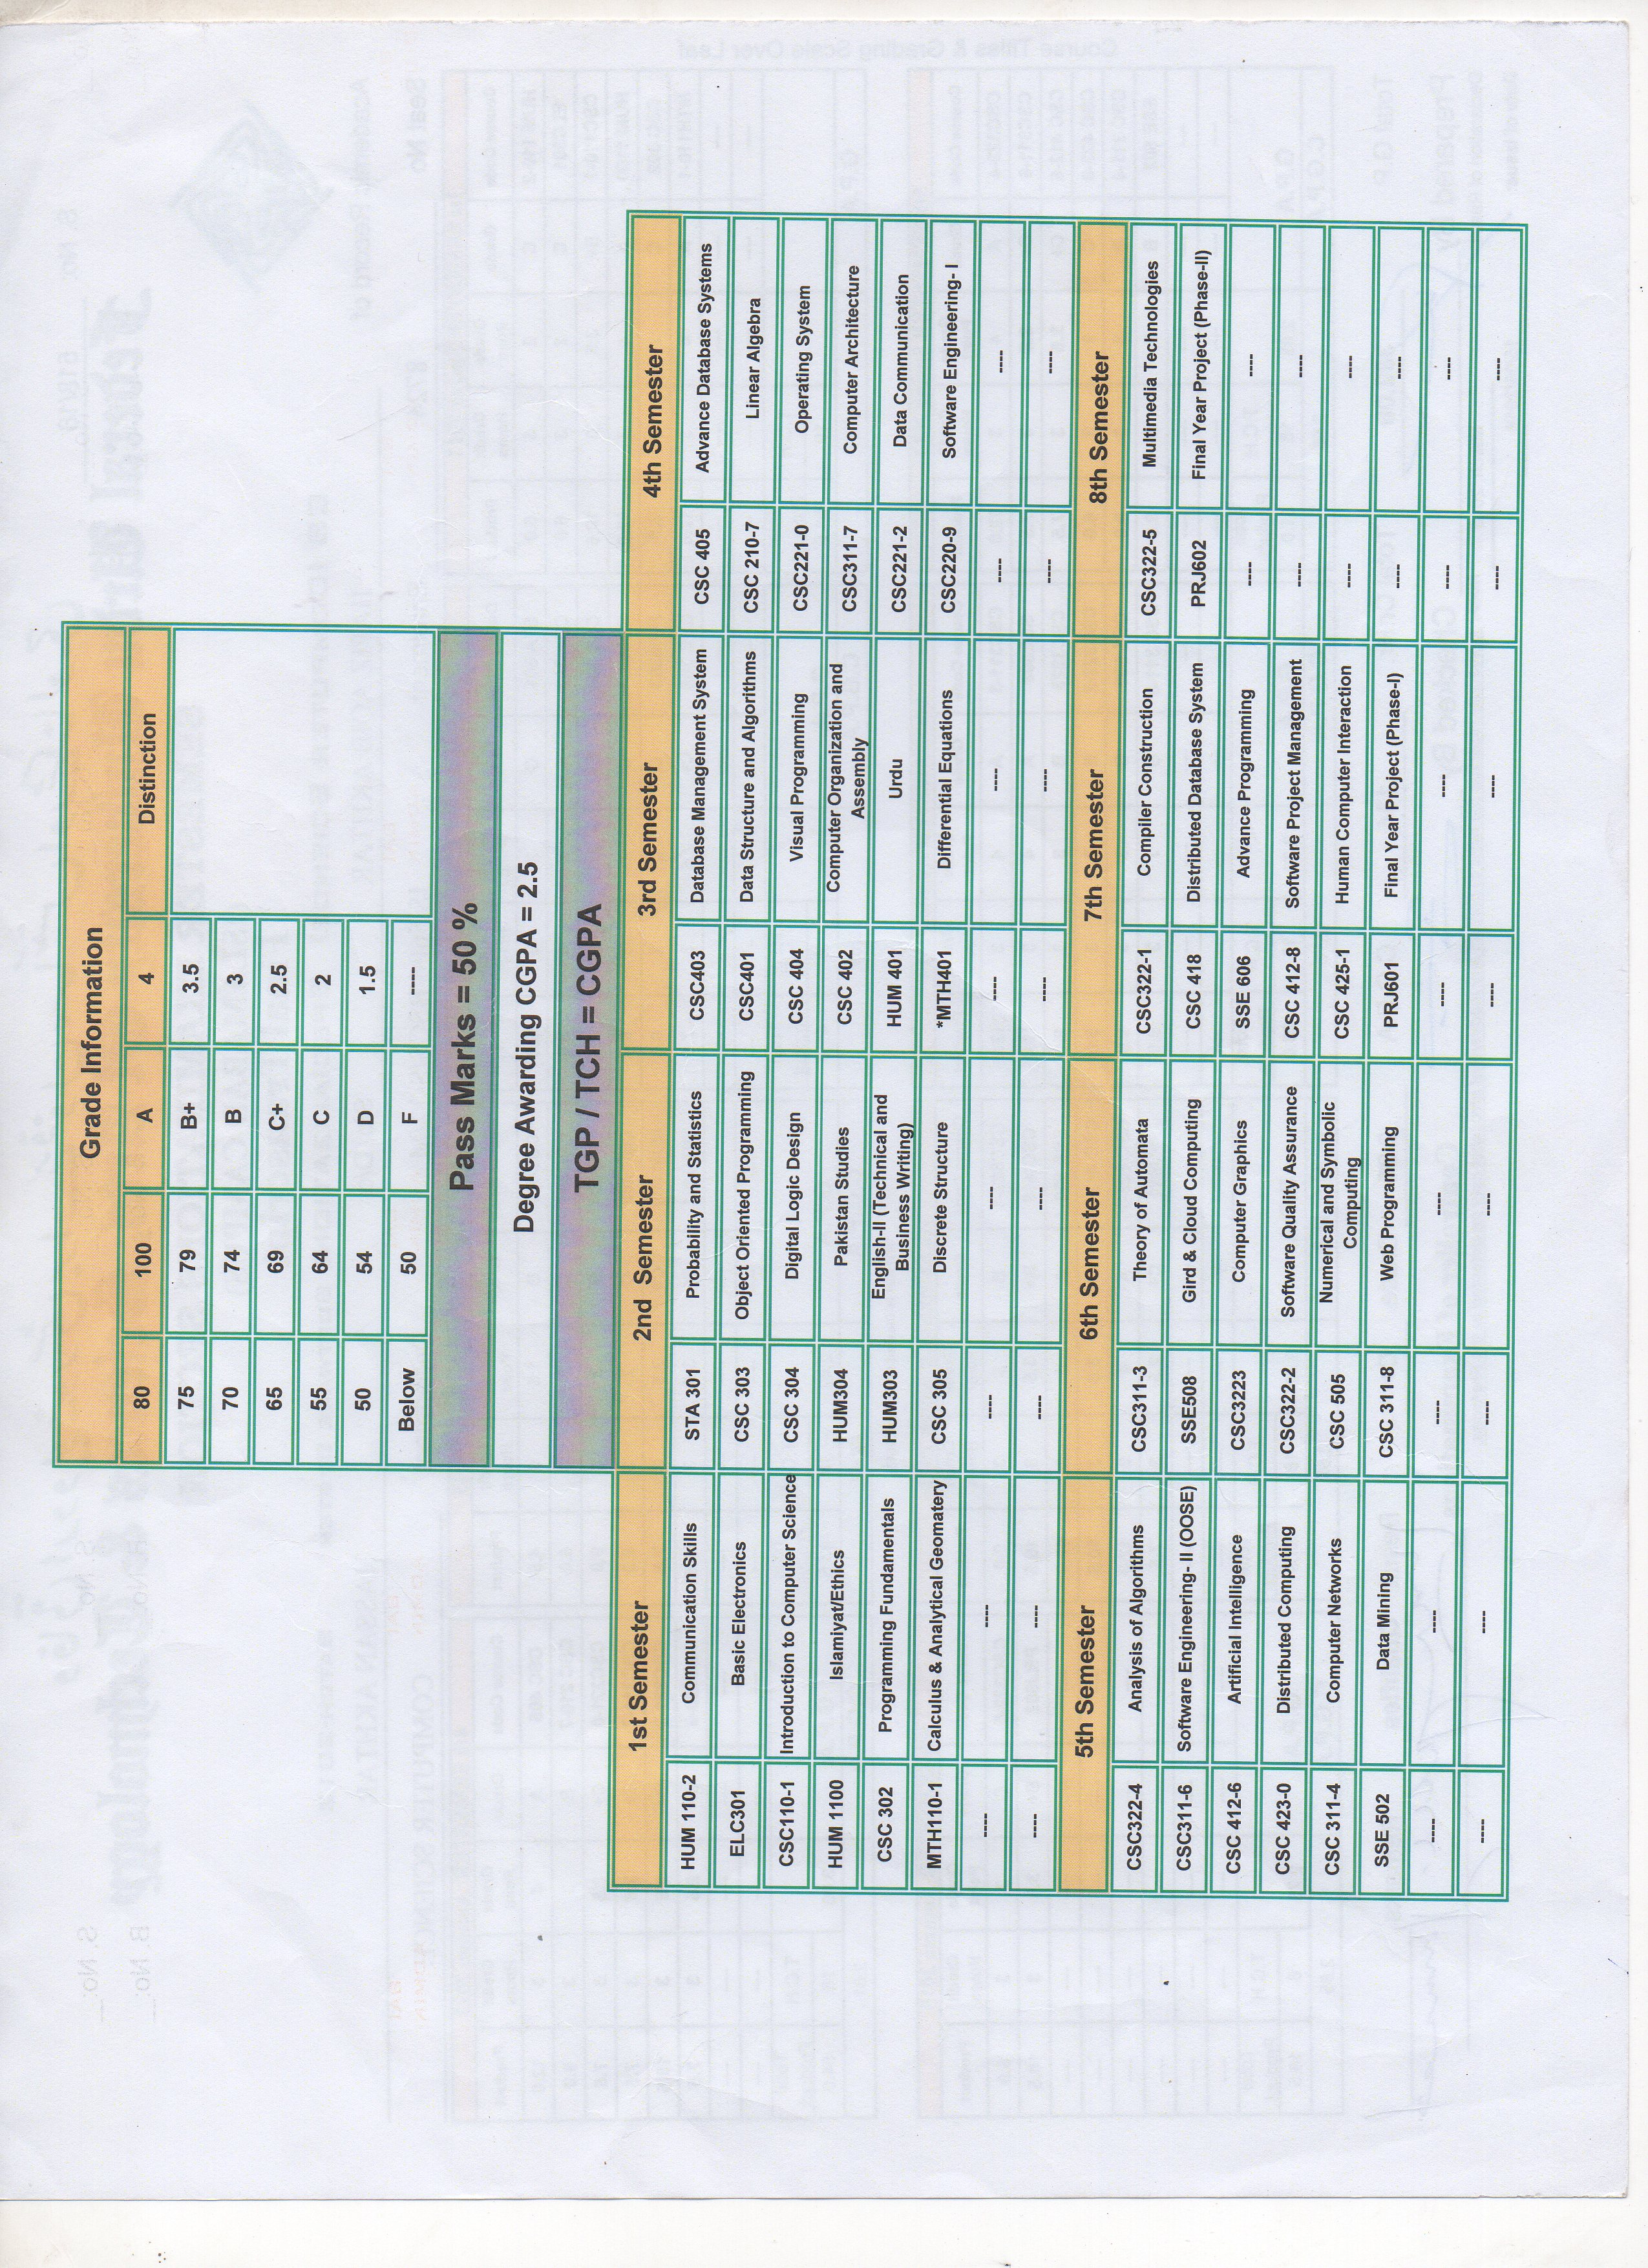 Grade Information
80 100 A 4 Distinction
75 79 B+ 3.5
70 74 B 3
65 69 C+ 2.5
55 64 C 2
50 54 D 1.5
Below 50 F ----
Pass Marks = 50 %
Degree Awarding CGPA = 2.5
TGP / TCH = CGPA
1st Semester 2nd Semester 3rd Semester 4th Semester
HUM 110-2 Communication Skills STA 301 Probability and Statistics CSC403 Database Management System CSC 405 Advance Database Systems
ELC301 Basic Electronics CSC 303 Object Oriented Programming CSC401 Data Structure and Algorithms CSC 210-7 Linear Algebra
CSC110-1 Introduction to Computer Science CSC 304 Digital Logic Design CSC 404 Visual Programming CSC221-0 Operating System
HUM 1100 Islamiyat/Ethics HUM304 Pakistan Studies CSC 402 Computer Organization and Assembly CSC311-7 Computer Architecture
CSC 302 Programming Fundamentals HUM303 English-II (Technical and Business Writing) HUM 401 Urdu CSC221-2 Data Communication
MTH110-1 Calculus & Analytical Geomatery CSC 305 Discrete Structure *MTH401 Differential Equations CSC220-9 Software Engineering- I
---- ---- ---- ---- ---- ---- ---- ----
---- ---- ---- ---- ---- ---- ---- ----
5th Semester 6th Semester 7th Semester 8th Semester
CSC322-4 Analysis of Algorithms CSC311-3 Theory of Automata CSC322-1 Compiler Construction CSC322-5 Multimedia Technologies
CSC311-6 Software Engineering- II (OOSE) SSE508 Gird & Cloud Computing CSC 418 Distributed Database System PRJ602 Final Year Project (Phase-II)
CSC 412-6 Artificial Intelligence CSC3223 Computer Graphics SSE 606 Advance Programming ---- ----
CSC 423-0 Distributed Computing CSC322-2 Software Quality Assurance CSC 412-8 Software Project Management ---- ----
CSC 311-4 Computer Networks CSC 505 Numerical and Symbolic Computing CSC 425-1 Human Computer Interaction ---- ----
SSE 502 Data Mining CSC 311-8 Web Programming PRJ601 Final Year Project (Phase-I) ---- ----
---- ---- ---- ---- ---- ---- ---- ----
---- ---- ---- ---- ---- ---- ---- ----